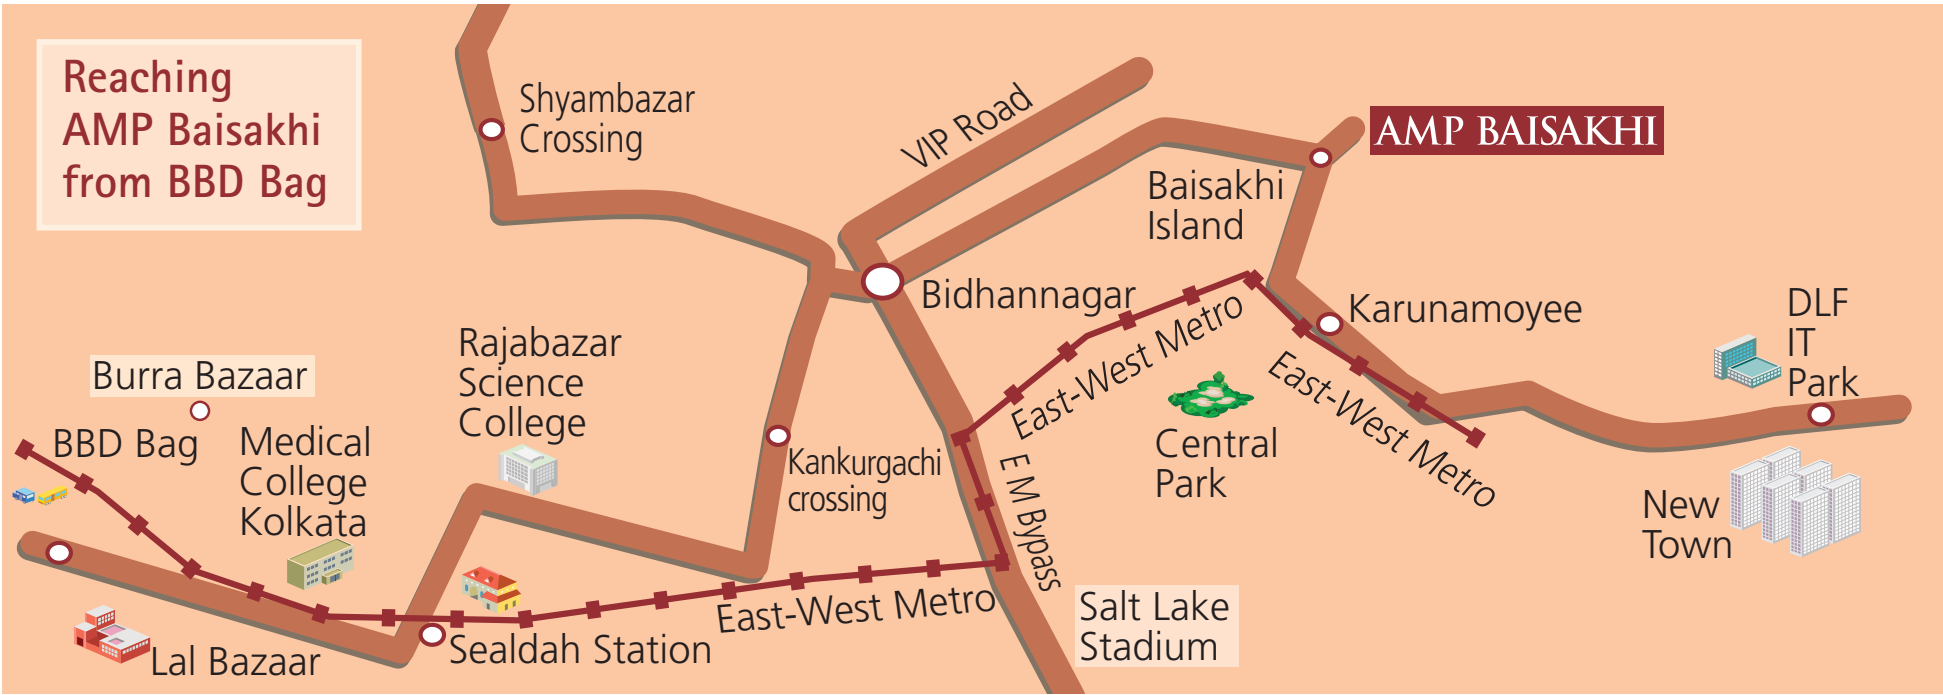 Reaching
AMP Baisakhi
from BBD Bag
Shyambazar
Crossing
VIP Road
AMP BAISAKHI
Baisakhi
Island
Bidhannagar
East-West Metro
Karunamoyee
DLF
IT
Park
Rajabazar
Science
College
Burra Bazaar
BBD Bag
Medical
College
Kolkata
Kankurgachi
crossing
E M Bypass
Central
Park
East-West Metro
New
Town
Lal Bazaar
Sealdah Station
East-West Metro
Salt Lake
Stadium